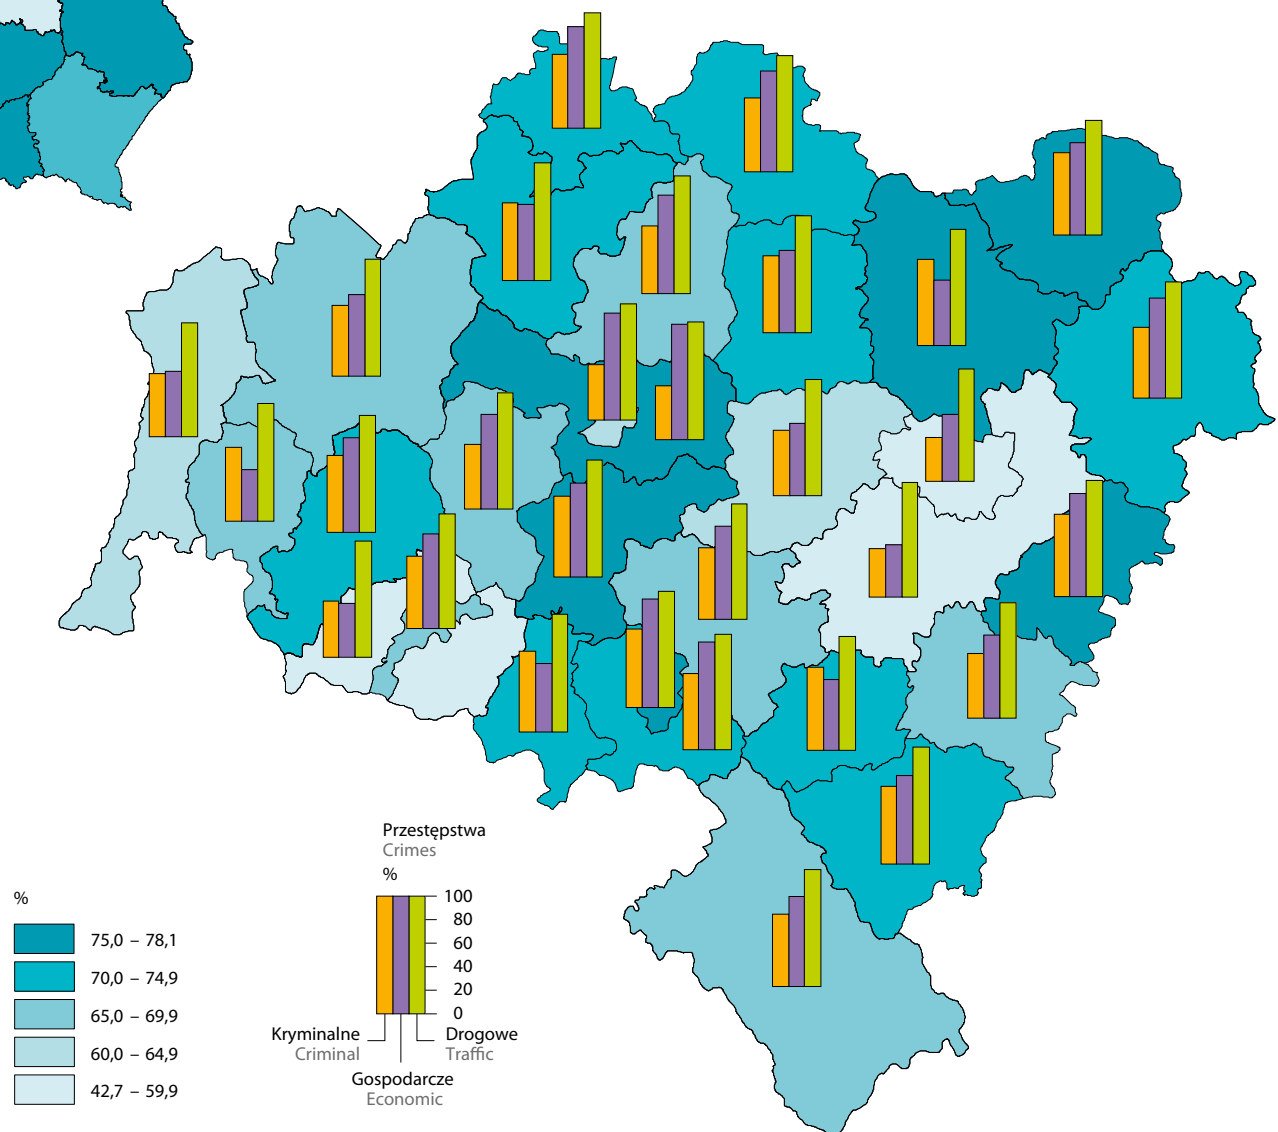 Przestępstwa
Crimes
%
100
80
60
40
20
0
Kryminalne
Criminal
Drogowe
Traffic
Gospodarcze
Economic
%
75,0 – 78,1
70,0 – 74,9
65,0 – 69,9
60,0 – 64,9
42,7 – 59,9